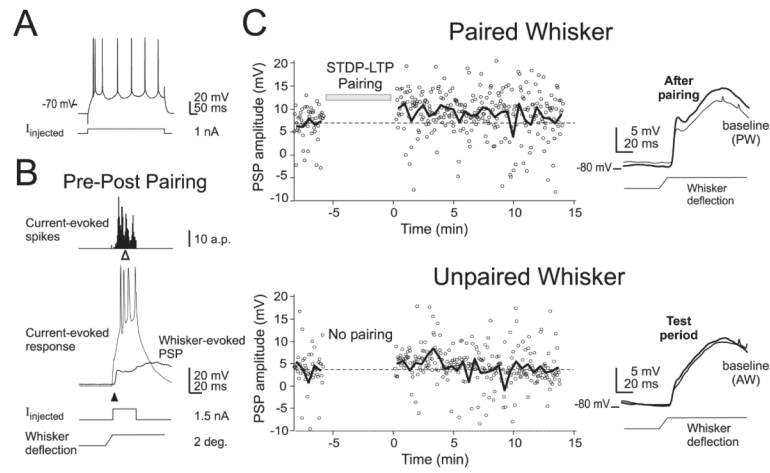 A
-70 mV
20 mV
50 ms
Iinjected
1 nA
B
Pre-Post Pairing
Current-evoked
spikes
10 a.p.
Current-evoked
response
Whisker-evoked
PSP
20 mV
20 ms
Iinjected
1.5 nA
Whisker
deflection
2 deg.
C
Paired Whisker
PSP amplitude (mV)
20
15
10
5
0
-5
-10
STDP-LTP
Pairing
-5
0
5
10
15
Time (min)
After
pairing
5 mV
20 ms
baseline
(PW)
-80 mV
Whisker
deflection
Unpaired Whisker
PSP amplitude (mV)
20
15
10
5
0
-5
-10
No pairing
-5
0
5
10
15
Time (min)
Test
period
5 mV
20 ms
baseline
(AW)
-80 mV
Whisker
deflection